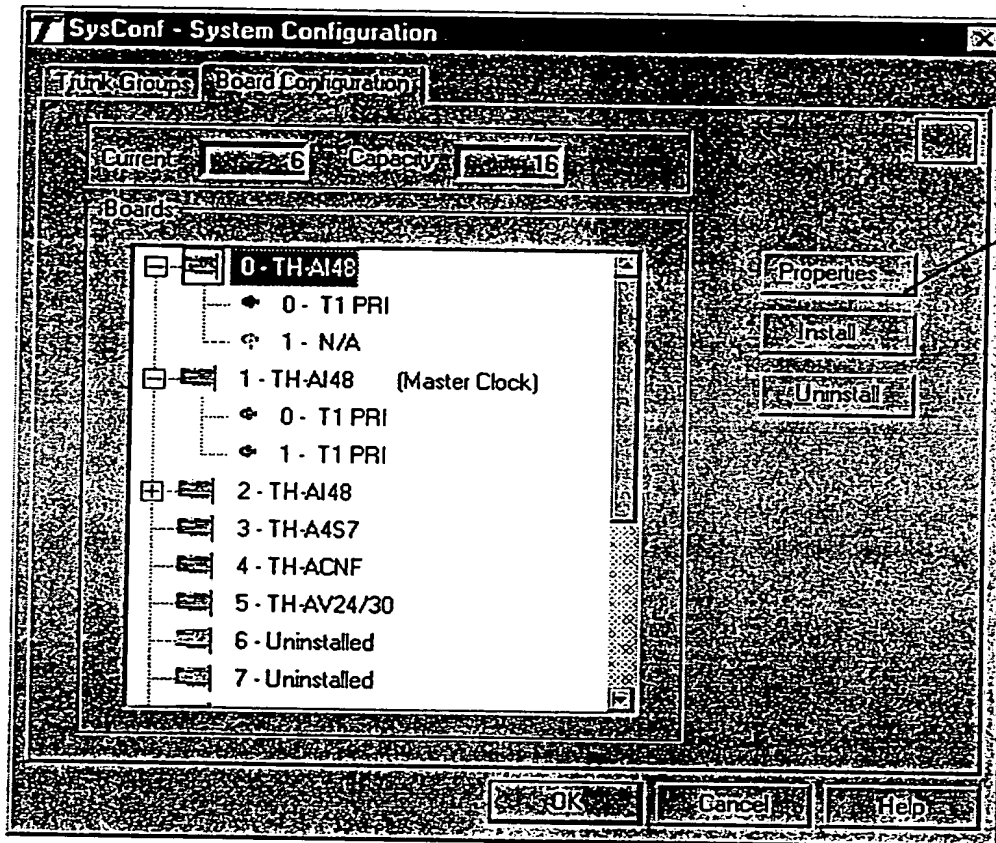 SysConf - System Configuration
Trunk Groups Board Configuration
Current: 6 Capacity: 16
Boards:
0 - TH-AI48
0 - T1 PRI
1 - N/A
1 - TH-AI48 (Master Clock)
0 - T1 PRI
1 - T1 PRI
2 - TH-AI48
3 - TH-A4S7
4 - TH-ACNF
5 - TH-AV24/30
6 - Uninstalled
7 - Uninstalled
Properties
Install
Uninstall
OK Cancel Help